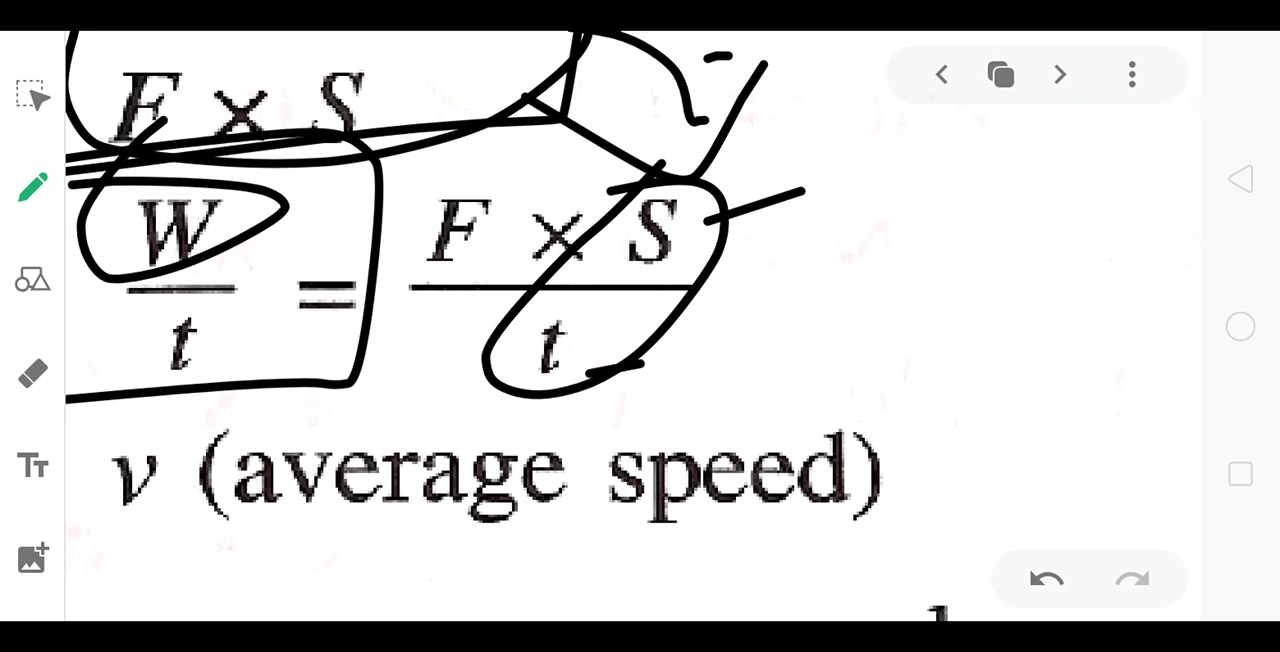 F × S
W/t = F × S/t
v (average speed)